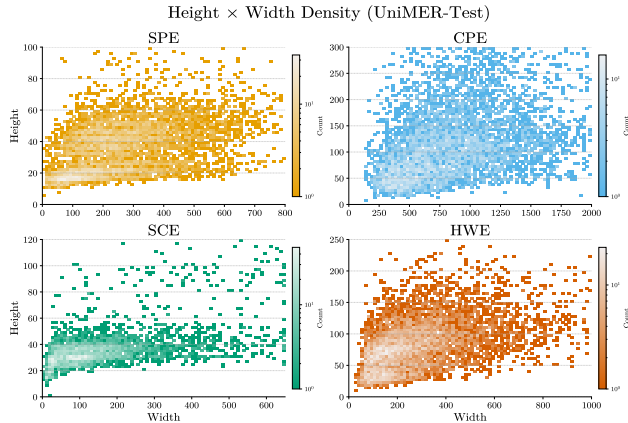 Height × Width Density (UniMER-Test)
SPE
CPE
100
80
60
40
20
0
Height
0 100 200 300 400 500 600 700 800
10¹
10⁰
Count
300
250
200
150
100
50
0
250 500 750 1000 1250 1500 1750 2000
10¹
10⁰
Count
SCE
HWE
120
100
80
60
40
20
0
Height
0 100 200 300 400 500 600
Width
10¹
10⁰
Count
250
200
150
100
50
0
0 200 400 600 800 1000
Width
10¹
10⁰
Count